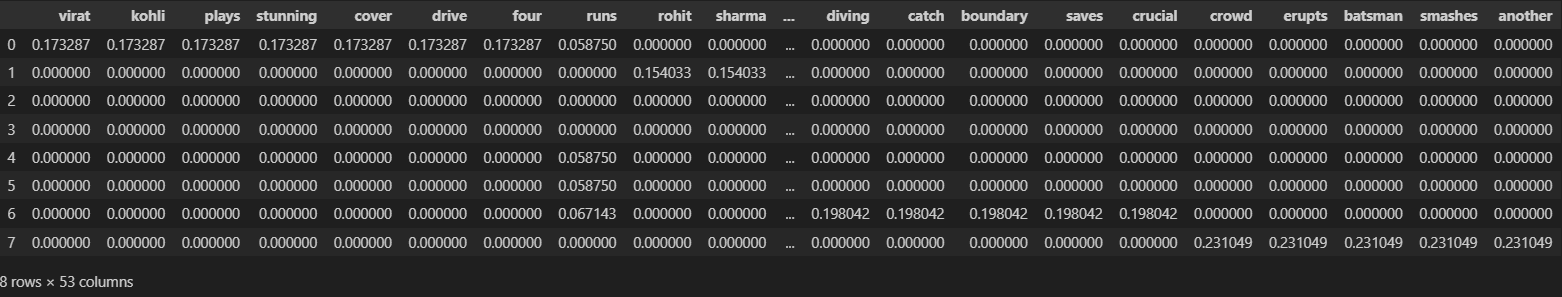 virat kohli plays stunning cover drive four runs rohit sharma ... diving catch boundary saves crucial crowd erupts batsman smashes another
0 0.173287 0.173287 0.173287 0.173287 0.173287 0.173287 0.173287 0.058750 0.000000 0.000000 ... 0.000000 0.000000 0.000000 0.000000 0.000000 0.000000 0.000000 0.000000 0.000000 0.000000
1 0.000000 0.000000 0.000000 0.000000 0.000000 0.000000 0.000000 0.000000 0.154033 0.154033 ... 0.000000 0.000000 0.000000 0.000000 0.000000 0.000000 0.000000 0.000000 0.000000 0.000000
2 0.000000 0.000000 0.000000 0.000000 0.000000 0.000000 0.000000 0.000000 0.000000 0.000000 ... 0.000000 0.000000 0.000000 0.000000 0.000000 0.000000 0.000000 0.000000 0.000000 0.000000
3 0.000000 0.000000 0.000000 0.000000 0.000000 0.000000 0.000000 0.000000 0.000000 0.000000 ... 0.000000 0.000000 0.000000 0.000000 0.000000 0.000000 0.000000 0.000000 0.000000 0.000000
4 0.000000 0.000000 0.000000 0.000000 0.000000 0.000000 0.000000 0.058750 0.000000 0.000000 ... 0.000000 0.000000 0.000000 0.000000 0.000000 0.000000 0.000000 0.000000 0.000000 0.000000
5 0.000000 0.000000 0.000000 0.000000 0.000000 0.000000 0.000000 0.058750 0.000000 0.000000 ... 0.000000 0.000000 0.000000 0.000000 0.000000 0.000000 0.000000 0.000000 0.000000 0.000000
6 0.000000 0.000000 0.000000 0.000000 0.000000 0.000000 0.000000 0.067143 0.000000 0.000000 ... 0.198042 0.198042 0.198042 0.198042 0.198042 0.000000 0.000000 0.000000 0.000000 0.000000
7 0.000000 0.000000 0.000000 0.000000 0.000000 0.000000 0.000000 0.000000 0.000000 0.000000 ... 0.000000 0.000000 0.000000 0.000000 0.000000 0.231049 0.231049 0.231049 0.231049 0.231049
8 rows × 53 columns